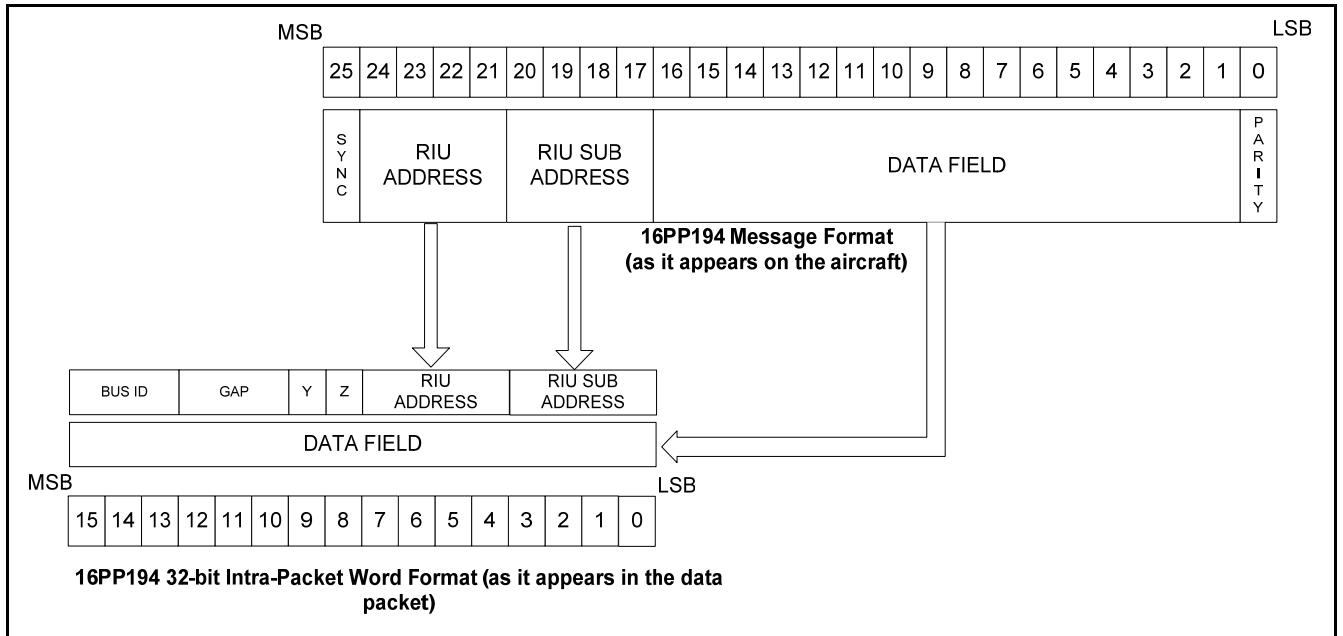 MSB LSB
25 24 23 22 21 20 19 18 17 16 15 14 13 12 11 10 9 8 7 6 5 4 3 2 1 0
SYNC
RIU
ADDRESS
RIU SUB
ADDRESS
DATA FIELD
PARITY
16PP194 Message Format
(as it appears on the aircraft)
BUS ID GAP Y Z
RIU
ADDRESS
RIU SUB
ADDRESS
DATA FIELD
MSB LSB
15 14 13 12 11 10 9 8 7 6 5 4 3 2 1 0
16PP194 32-bit Intra-Packet Word Format (as it appears in the data
packet)